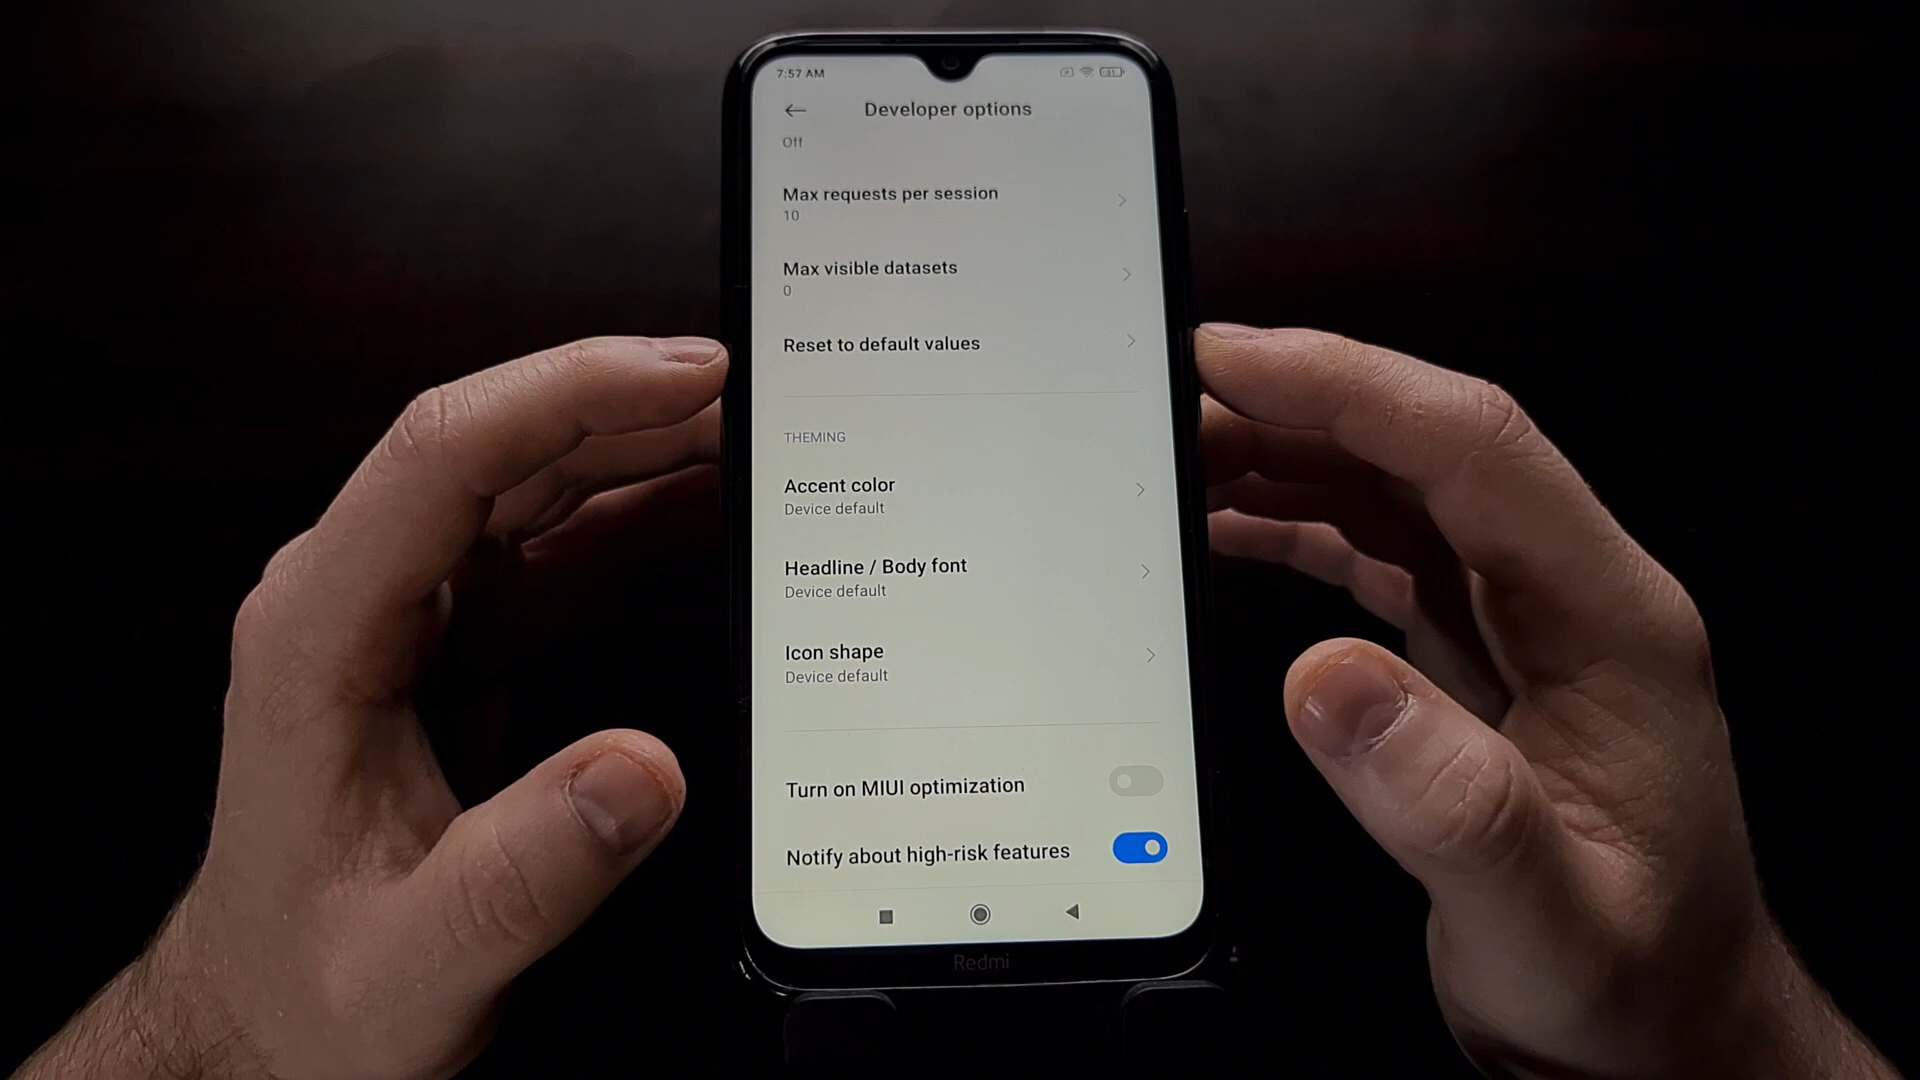 7:57 AM
31
Developer options
Off
Max requests per session
10
Max visible datasets
0
Reset to default values
THEMING
Accent color
Device default
Headline / Body font
Device default
Icon shape
Device default
Turn on MIUI optimization
Notify about high-risk features
Redmi